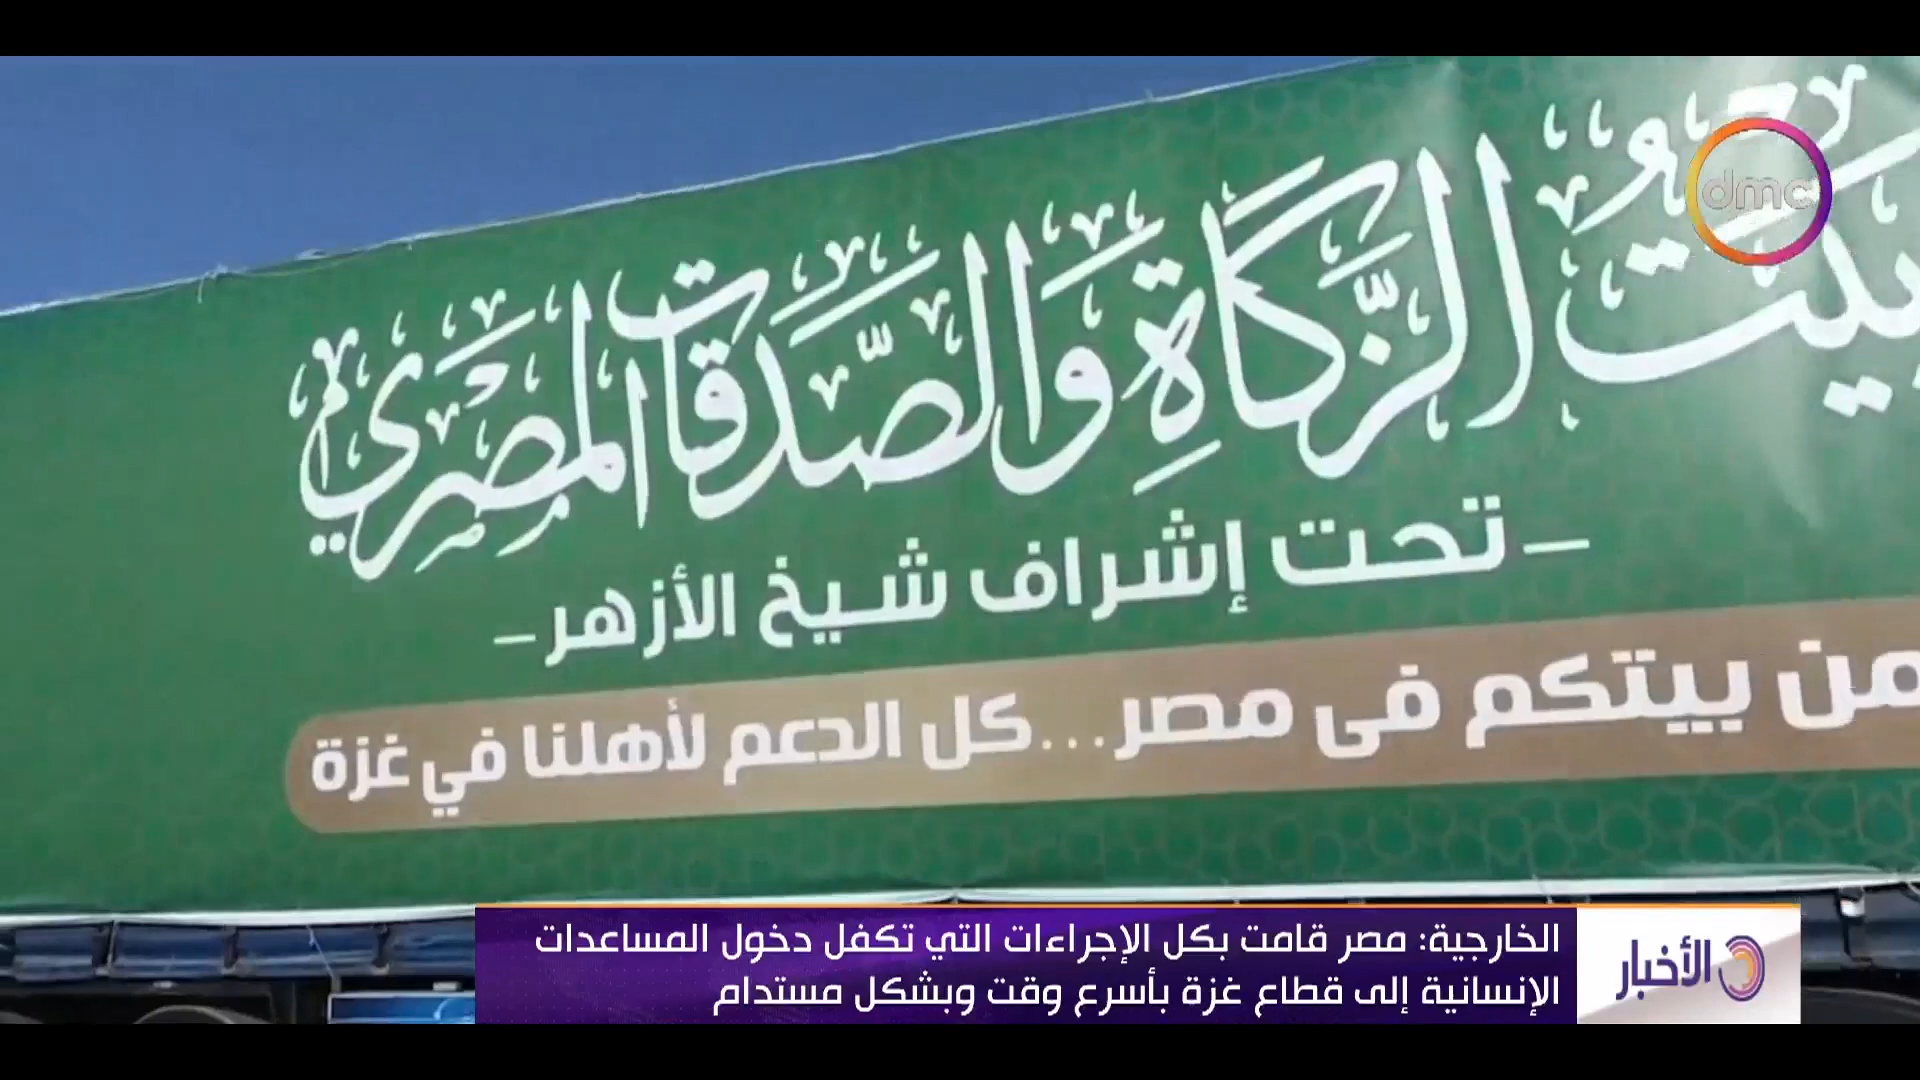 dmc
بيت الزكاة والصدقات المصري
– تحت إشراف شيخ الأزهر –
من بيتكم فى مصر...كل الدعم لأهلنا في غزة
الأخبار
الخارجية: مصر قامت بكل الإجراءات التي تكفل دخول المساعدات
الإنسانية إلى قطاع غزة بأسرع وقت وبشكل مستدام